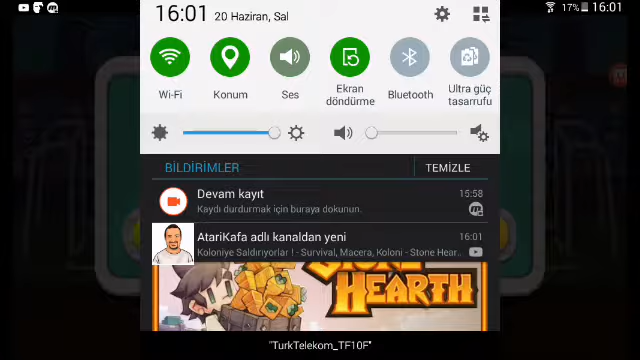 17% 16:01
16:01 20 Haziran, Sal
Wi-Fi
Konum
Ses
Ekran
döndürme
Bluetooth
Ultra güç
tasarrufu
BİLDİRİMLER
TEMİZLE
Devam kayıt 15:58
Kaydı durdurmak için buraya dokunun.
AtariKafa adlı kanaldan yeni 16:01
Koloniye Saldırıyorlar ! - Survival, Macera, Koloni - Stone Hear..
STONE
HEARTH
"TurkTelekom_TF10F"